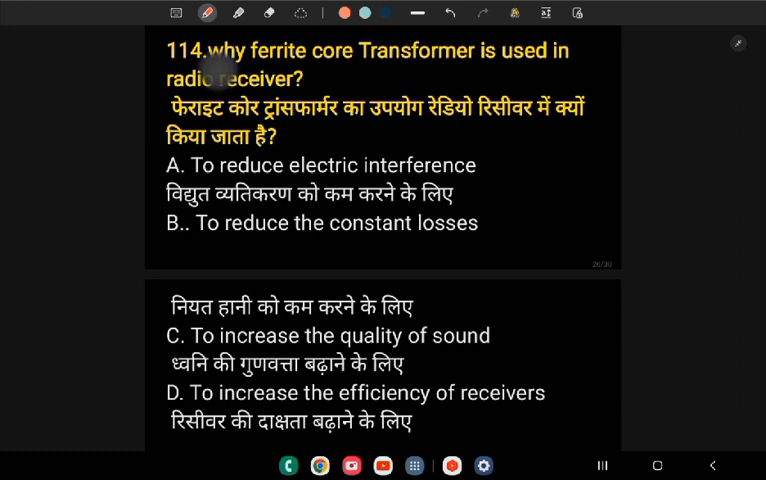 114.why ferrite core Transformer is used in
radio receiver?
फेराइट कोर ट्रांसफार्मर का उपयोग रेडियो रिसीवर में क्यों
किया जाता है?
A. To reduce electric interference
विद्युत व्यतिकरण को कम करने के लिए
B.. To reduce the constant losses
26/30
नियत हानी को कम करने के लिए
C. To increase the quality of sound
ध्वनि की गुणवत्ता बढ़ाने के लिए
D. To increase the efficiency of receivers
रिसीवर की दाक्षता बढ़ाने के लिए